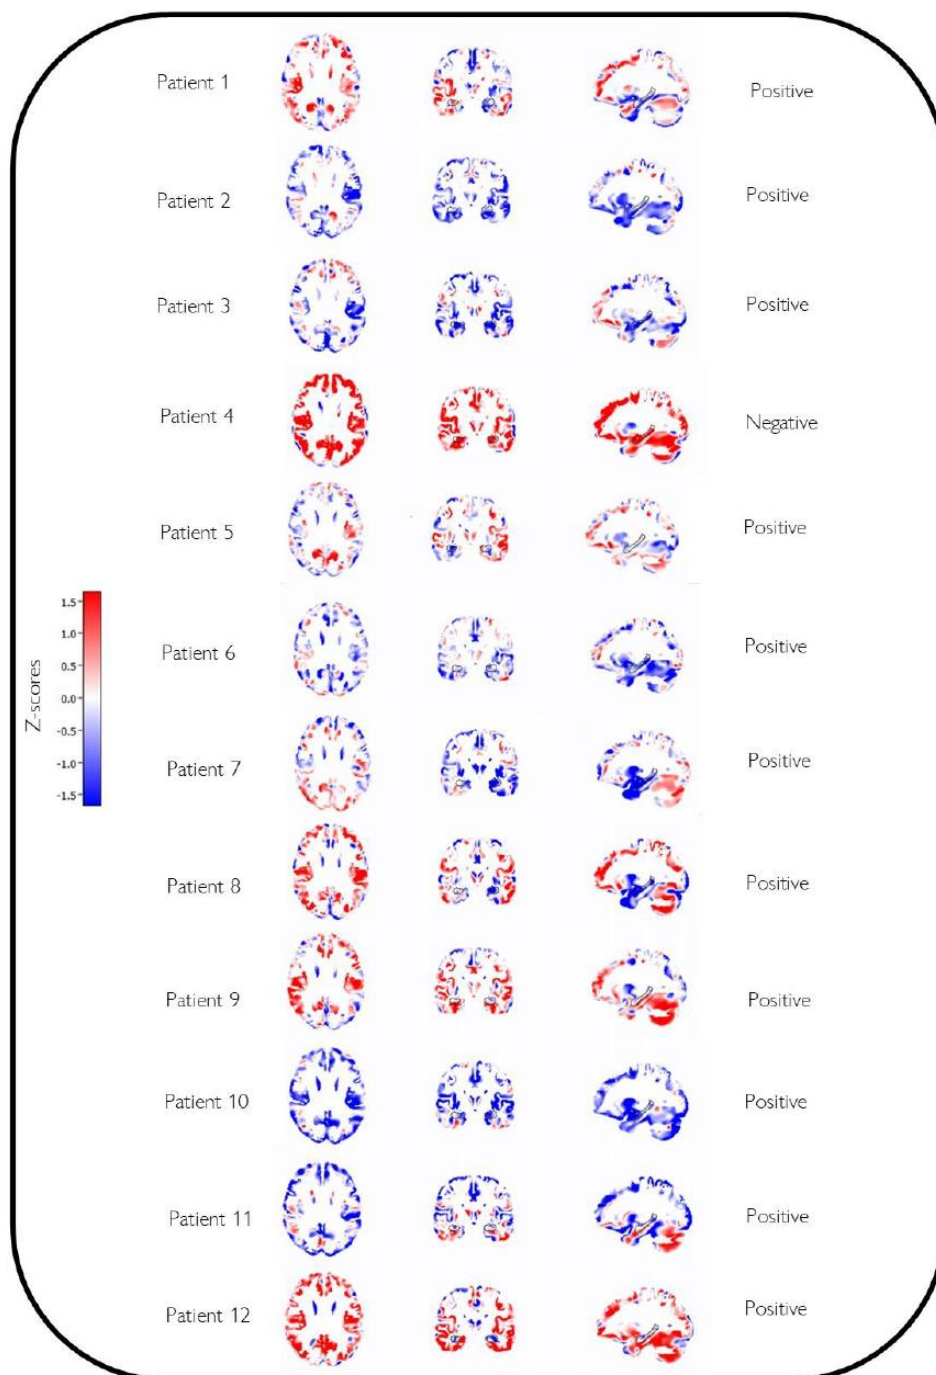 Patient 1
Positive
Patient 2
Positive
Patient 3
Positive
Patient 4
Negative
Patient 5
Positive
Patient 6
Positive
Patient 7
Positive
Patient 8
Positive
Patient 9
Positive
Patient 10
Positive
Patient 11
Positive
Patient 12
Positive
Z-scores
1.5
1.0
0.5
0.0
-0.5
-1.0
-1.5